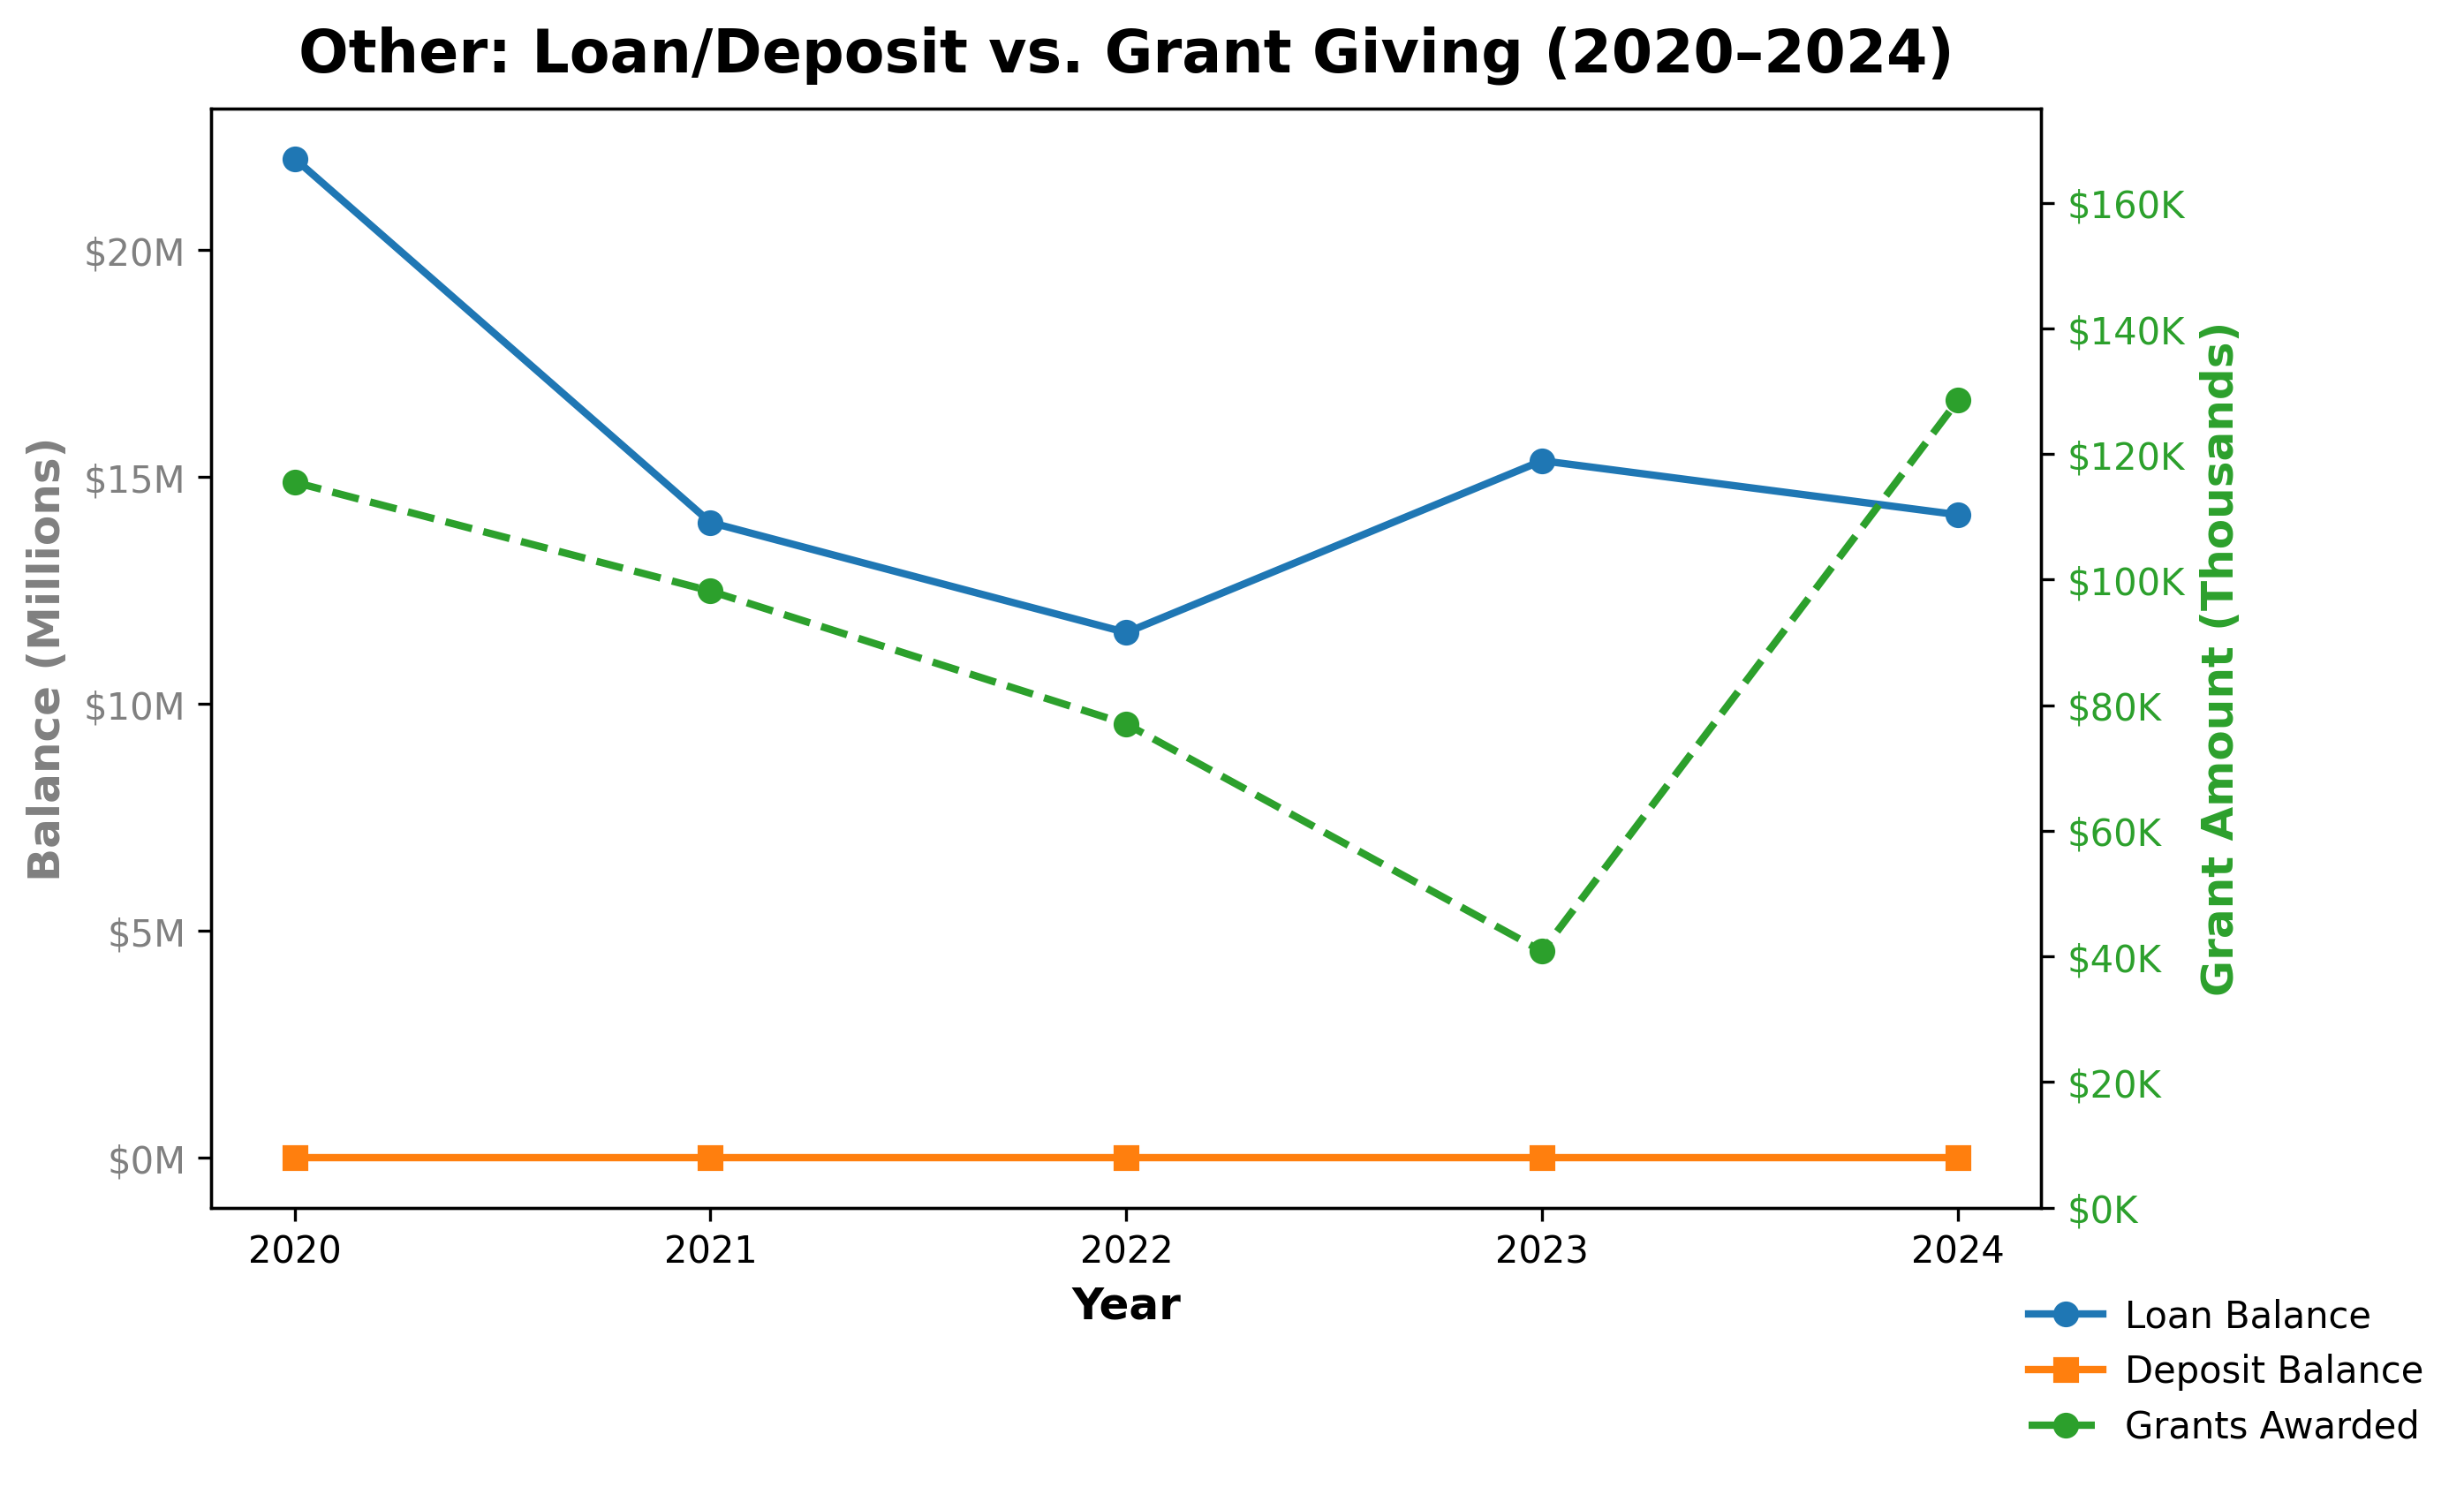 Other: Loan/Deposit vs. Grant Giving (2020–2024)
Balance (Millions)
$20M
$15M
$10M
$5M
$0M
$160K
$140K
$120K
$100K
$80K
$60K
$40K
$20K
$0K
Grant Amount (Thousands)
2020 2021 2022 2023 2024
Year
Loan Balance
Deposit Balance
Grants Awarded